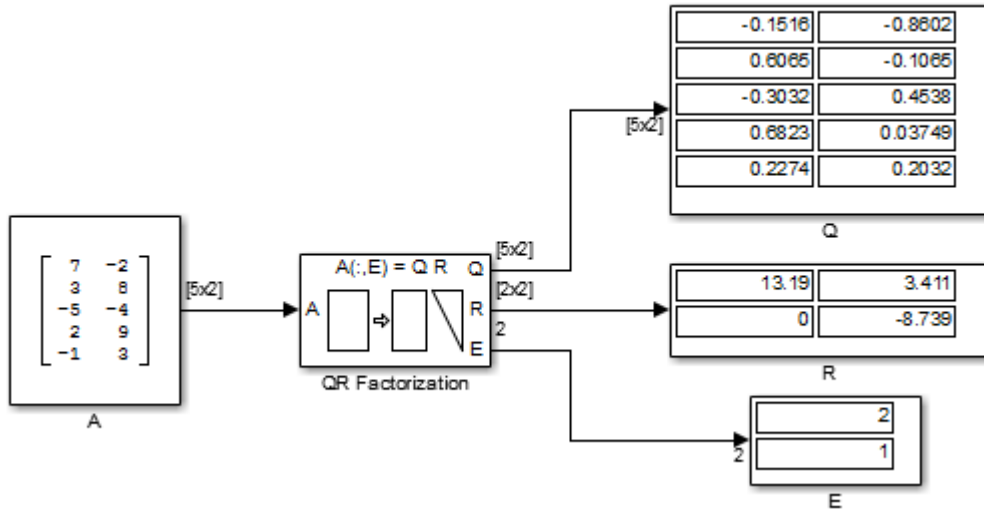 -0.1516 -0.8602
0.6065 -0.1065
-0.3032 0.4538
0.6823 0.03749
0.2274 0.2032
[5x2]
Q
7 -2
3 8
-5 -4
2 9
-1 3
[5x2]
A
A(:,E) = Q R
A
Q
R
E
QR Factorization
[5x2]
[2x2]
2
13.19 3.411
0 -8.739
R
2
1
2
E